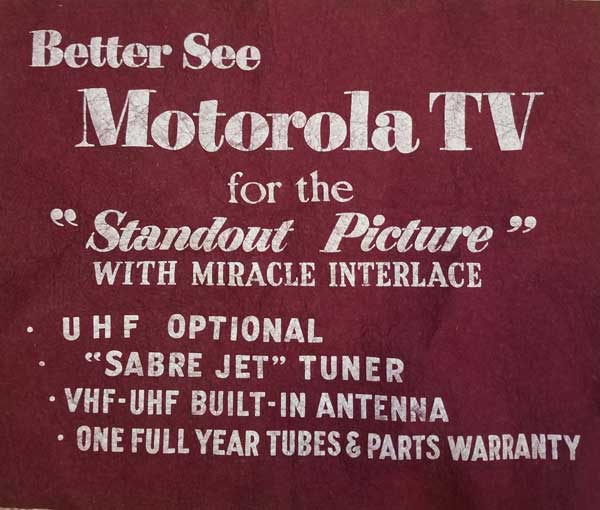 Better See
Motorola TV
for the
"Standout Picture"
WITH MIRACLE INTERLACE
· UHF OPTIONAL
· "SABRE JET" TUNER
· VHF-UHF BUILT-IN ANTENNA
· ONE FULL YEAR TUBES & PARTS WARRANTY